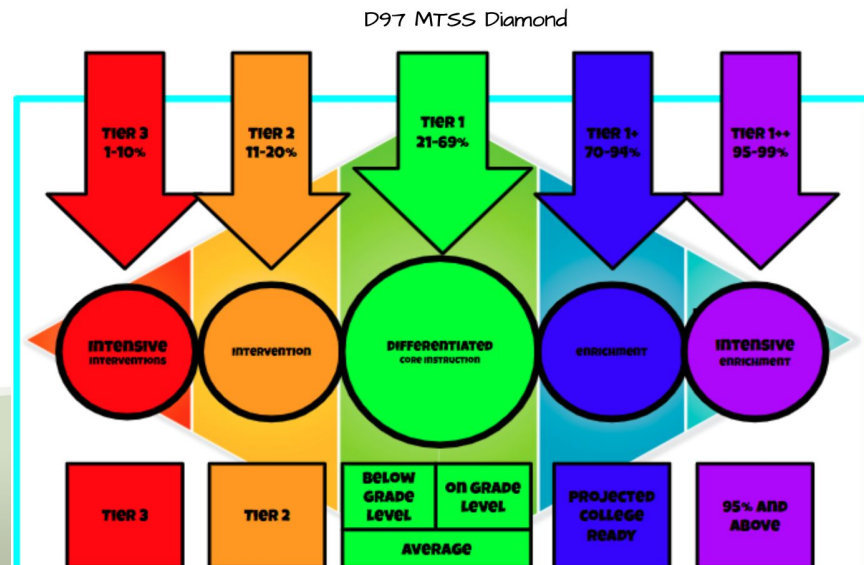 D97 MTSS Diamond
TIER 3
1-10%
TIER 2
11-20%
TIER 1
21-69%
TIER 1+
70-94%
TIER 1++
95-99%
INTENSIVE
INTERVENTIONS
INTERVENTION
DIFFERENTIATED
CORE INSTRUCTION
ENRICHMENT
INTENSIVE
ENRICHMENT
TIER 3
TIER 2
BELOW
GRADE
LEVEL
ON GRADE
LEVEL
AVERAGE
PROJECTED
COLLEGE
READY
95% AND
ABOVE